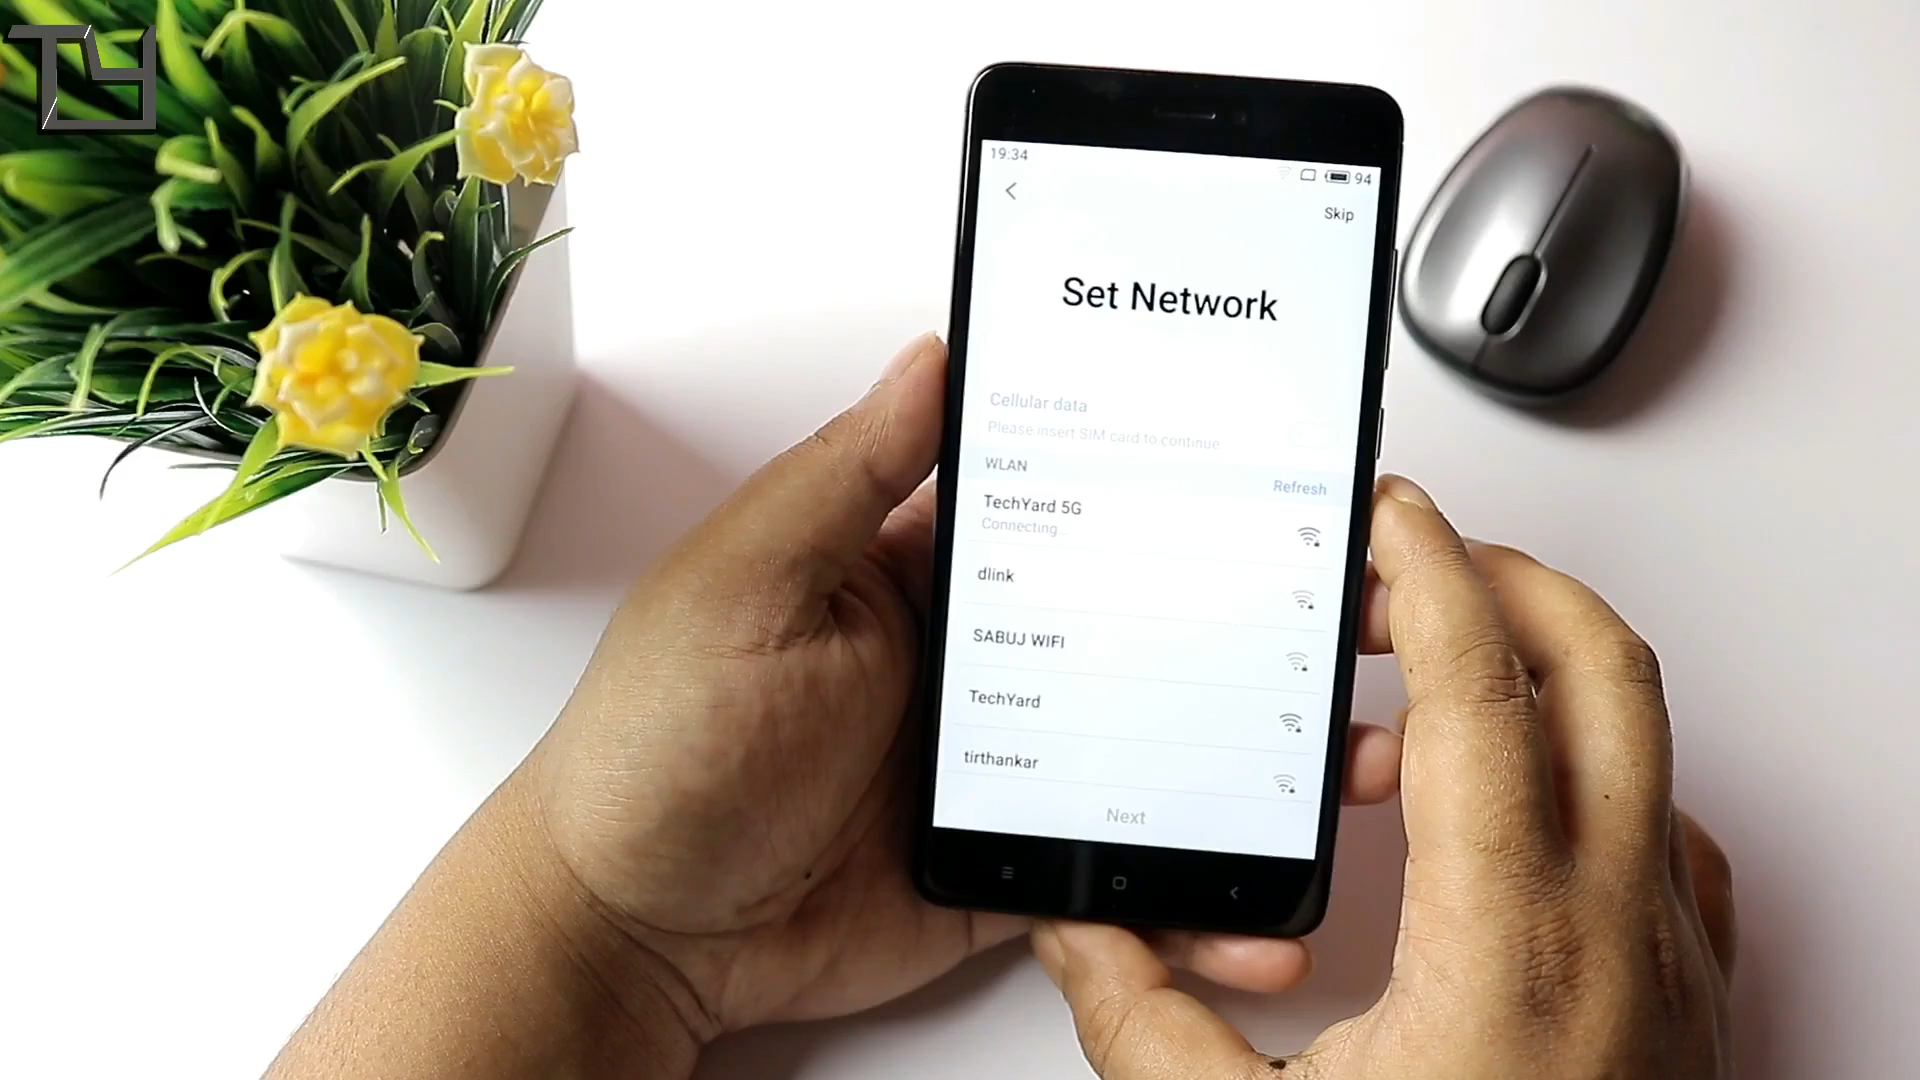 TY
19:34
94
Skip
Set Network
Cellular data
Please insert SIM card to continue
WLAN
Refresh
TechYard 5G
Connecting...
dlink
SABUJ WIFI
TechYard
tirthankar
Next